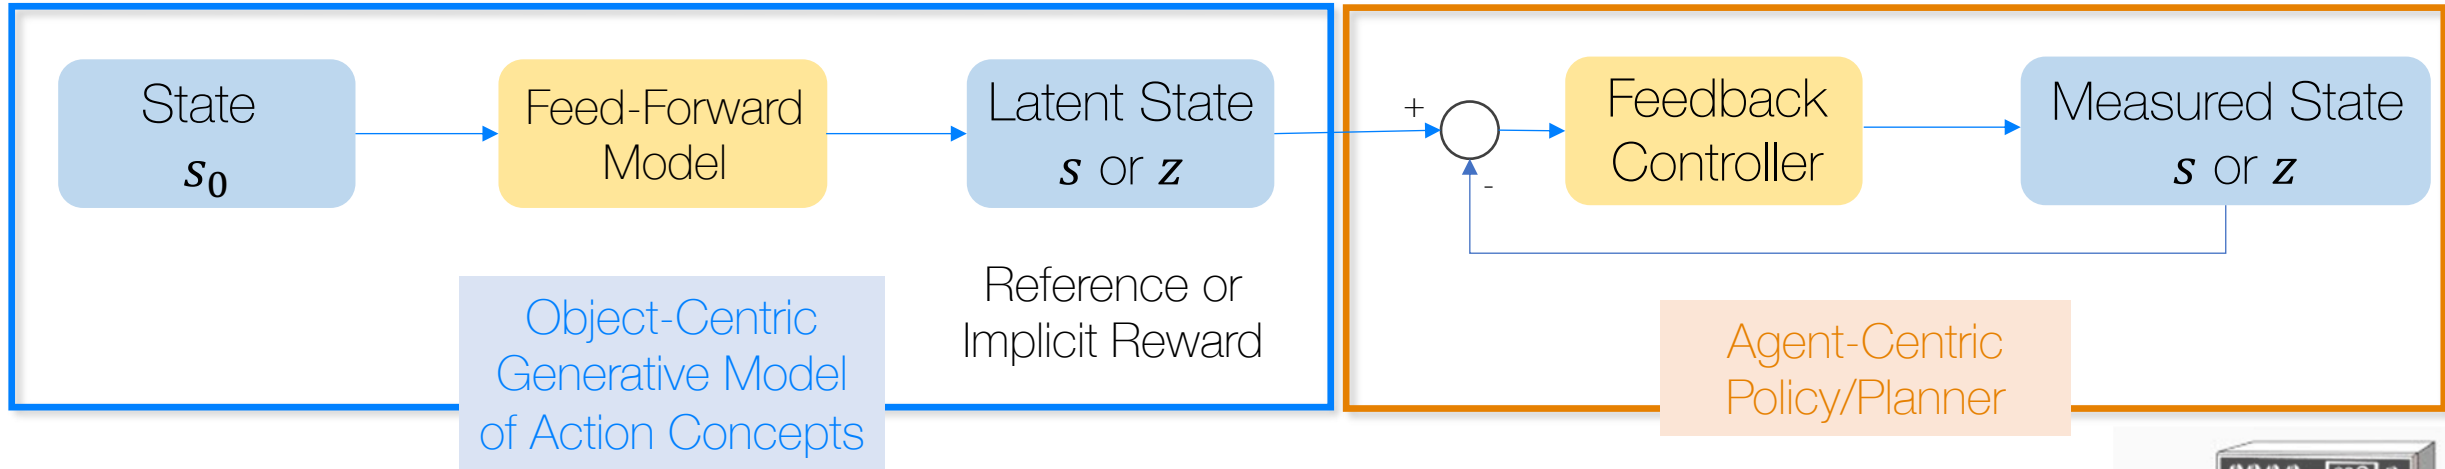 State
s₀
Feed-Forward
Model
Latent State
s or z
Reference or
Implicit Reward
Object-Centric
Generative Model
of Action Concepts
+
-
Feedback
Controller
Measured State
s or z
Agent-Centric
Policy/Planner